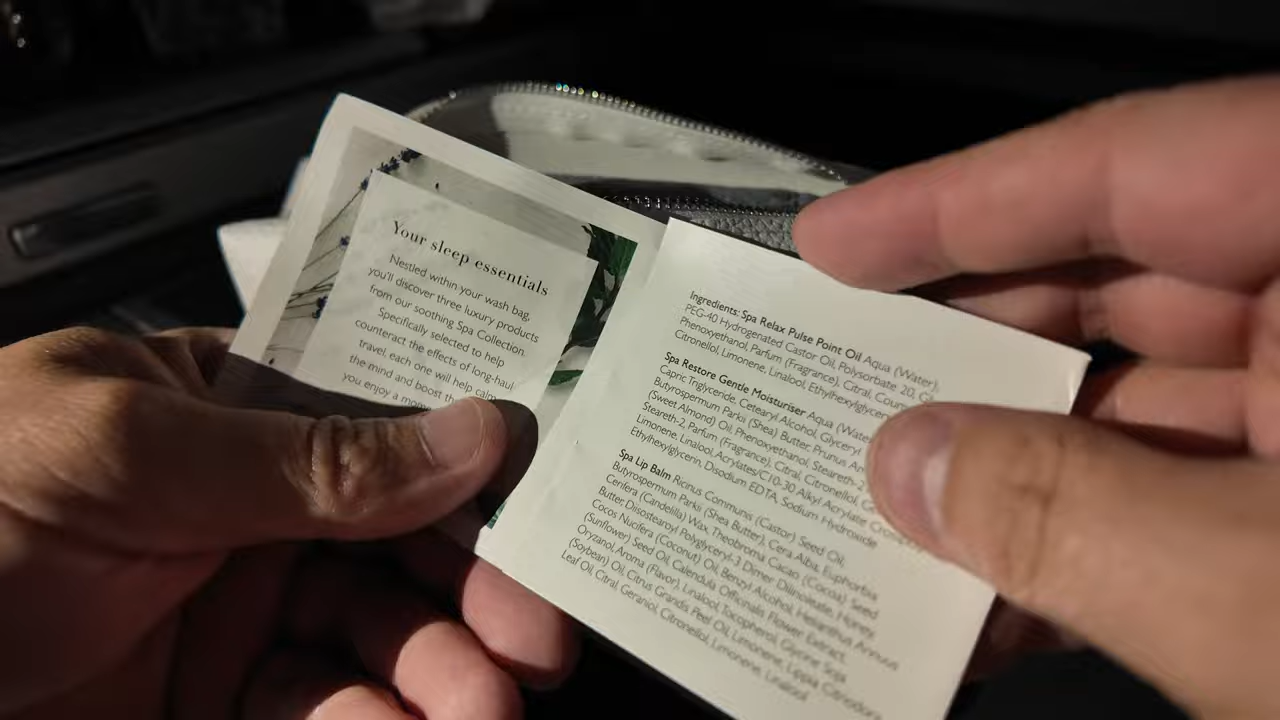 Your sleep essentials
Nestled within your wash bag,
you'll discover three luxury products
from our soothing Spa Collection.
Specifically selected to help
counteract the effects of long-haul
travel, each one will help calm
the mind and boost
you enjoy a
Ingredients: Spa Relax Pulse Point Oil Aqua (Water),
PEG-40 Hydrogenated Castor Oil, Polysorbate 20,
Phenoxyethanol, Parfum (Fragrance), Citral,
Citronellol, Limonene, Linalool,
Spa Restore Gentle Moisturiser Aqua
Capric Triglyceride, Cetearyl Alcohol, Glyceryl
Butyrospermum Parkii (Shea) Butter, Prunus
(Sweet Almond) Oil, Phenoxyethanol, Steareth-2
Steareth-2, Parfum (Fragrance), Citral, Citronellol,
Limonene, Linalool, Acrylates/C10-30 Alkyl Acrylate
Ethylhexylglycerin, Disodium EDTA, Sodium Hydroxide
Spa Lip Balm Ricinus Communis (Castor) Seed Oil,
Butyrospermum Parkii (Shea Butter), Cera Alba, Euphorbia
Cerifera (Candelilla) Wax, Theobroma Cacao (Cocoa) Seed
Butter, Diisostearoyl Polyglyceryl-3 Dimer Dilinoleate, Honey,
Cocos Nucifera (Coconut) Oil, Benzyl Alcohol, Helianthus Annuus
(Sunflower) Seed Oil, Calendula Officinalis Flower Extract,
Oryzanol, Aroma (Flavor), Linalool, Tocopherol, Glycine Soja
(Soybean) Oil, Citrus Grandis Peel Oil, Limonene, Lippia Citriodora
Leaf Oil, Citral, Geraniol, Citronellol, Limonene, Linalool